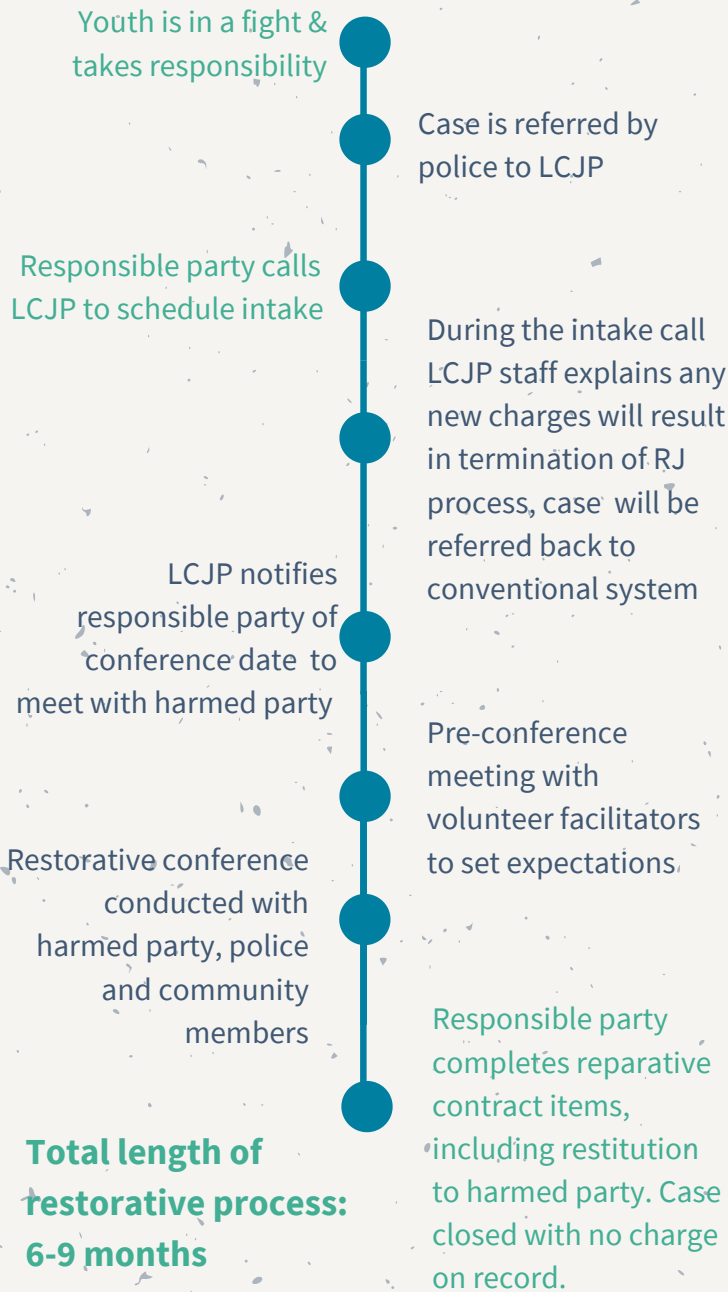 Youth is in a fight &
takes responsibility
Case is referred by
police to LCJP
Responsible party calls
LCJP to schedule intake
During the intake call
LCJP staff explains any
new charges will result
in termination of RJ
process, case will be
referred back to
conventional system
LCJP notifies
responsible party of
conference date to
meet with harmed party
Pre-conference
meeting with
volunteer facilitators
to set expectations
Restorative conference
conducted with
harmed party, police
and community
members
Responsible party
completes reparative
contract items,
including restitution
to harmed party. Case
closed with no charge
on record.
Total length of
restorative process:
6-9 months